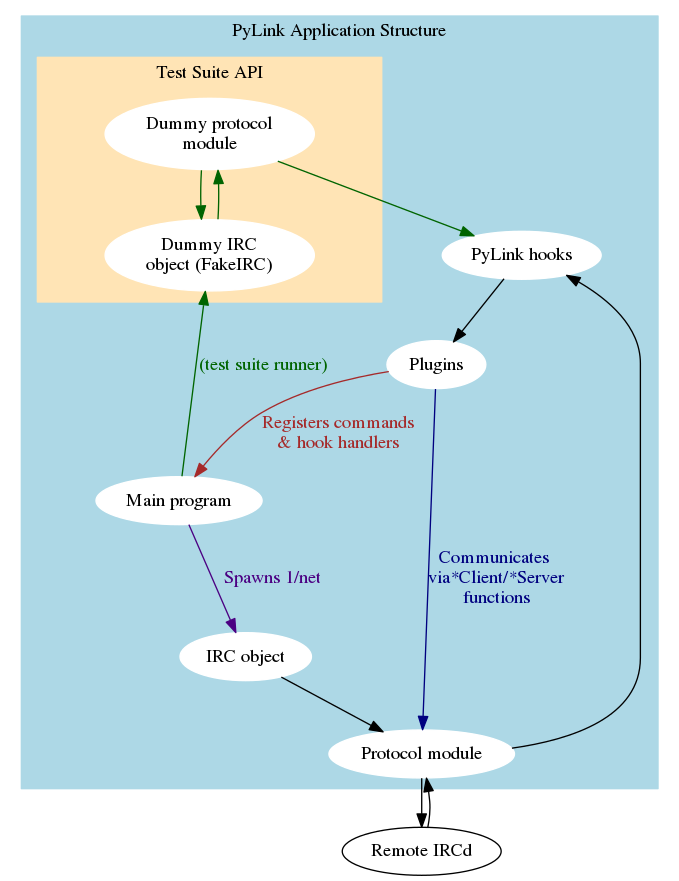 PyLink Application Structure
Test Suite API
Dummy protocol
module
Dummy IRC
object (FakeIRC)
PyLink hooks
(test suite runner)
Plugins
Registers commands
& hook handlers
Main program
Communicates
via*Client/*Server
functions
Spawns 1/net
IRC object
Protocol module
Remote IRCd